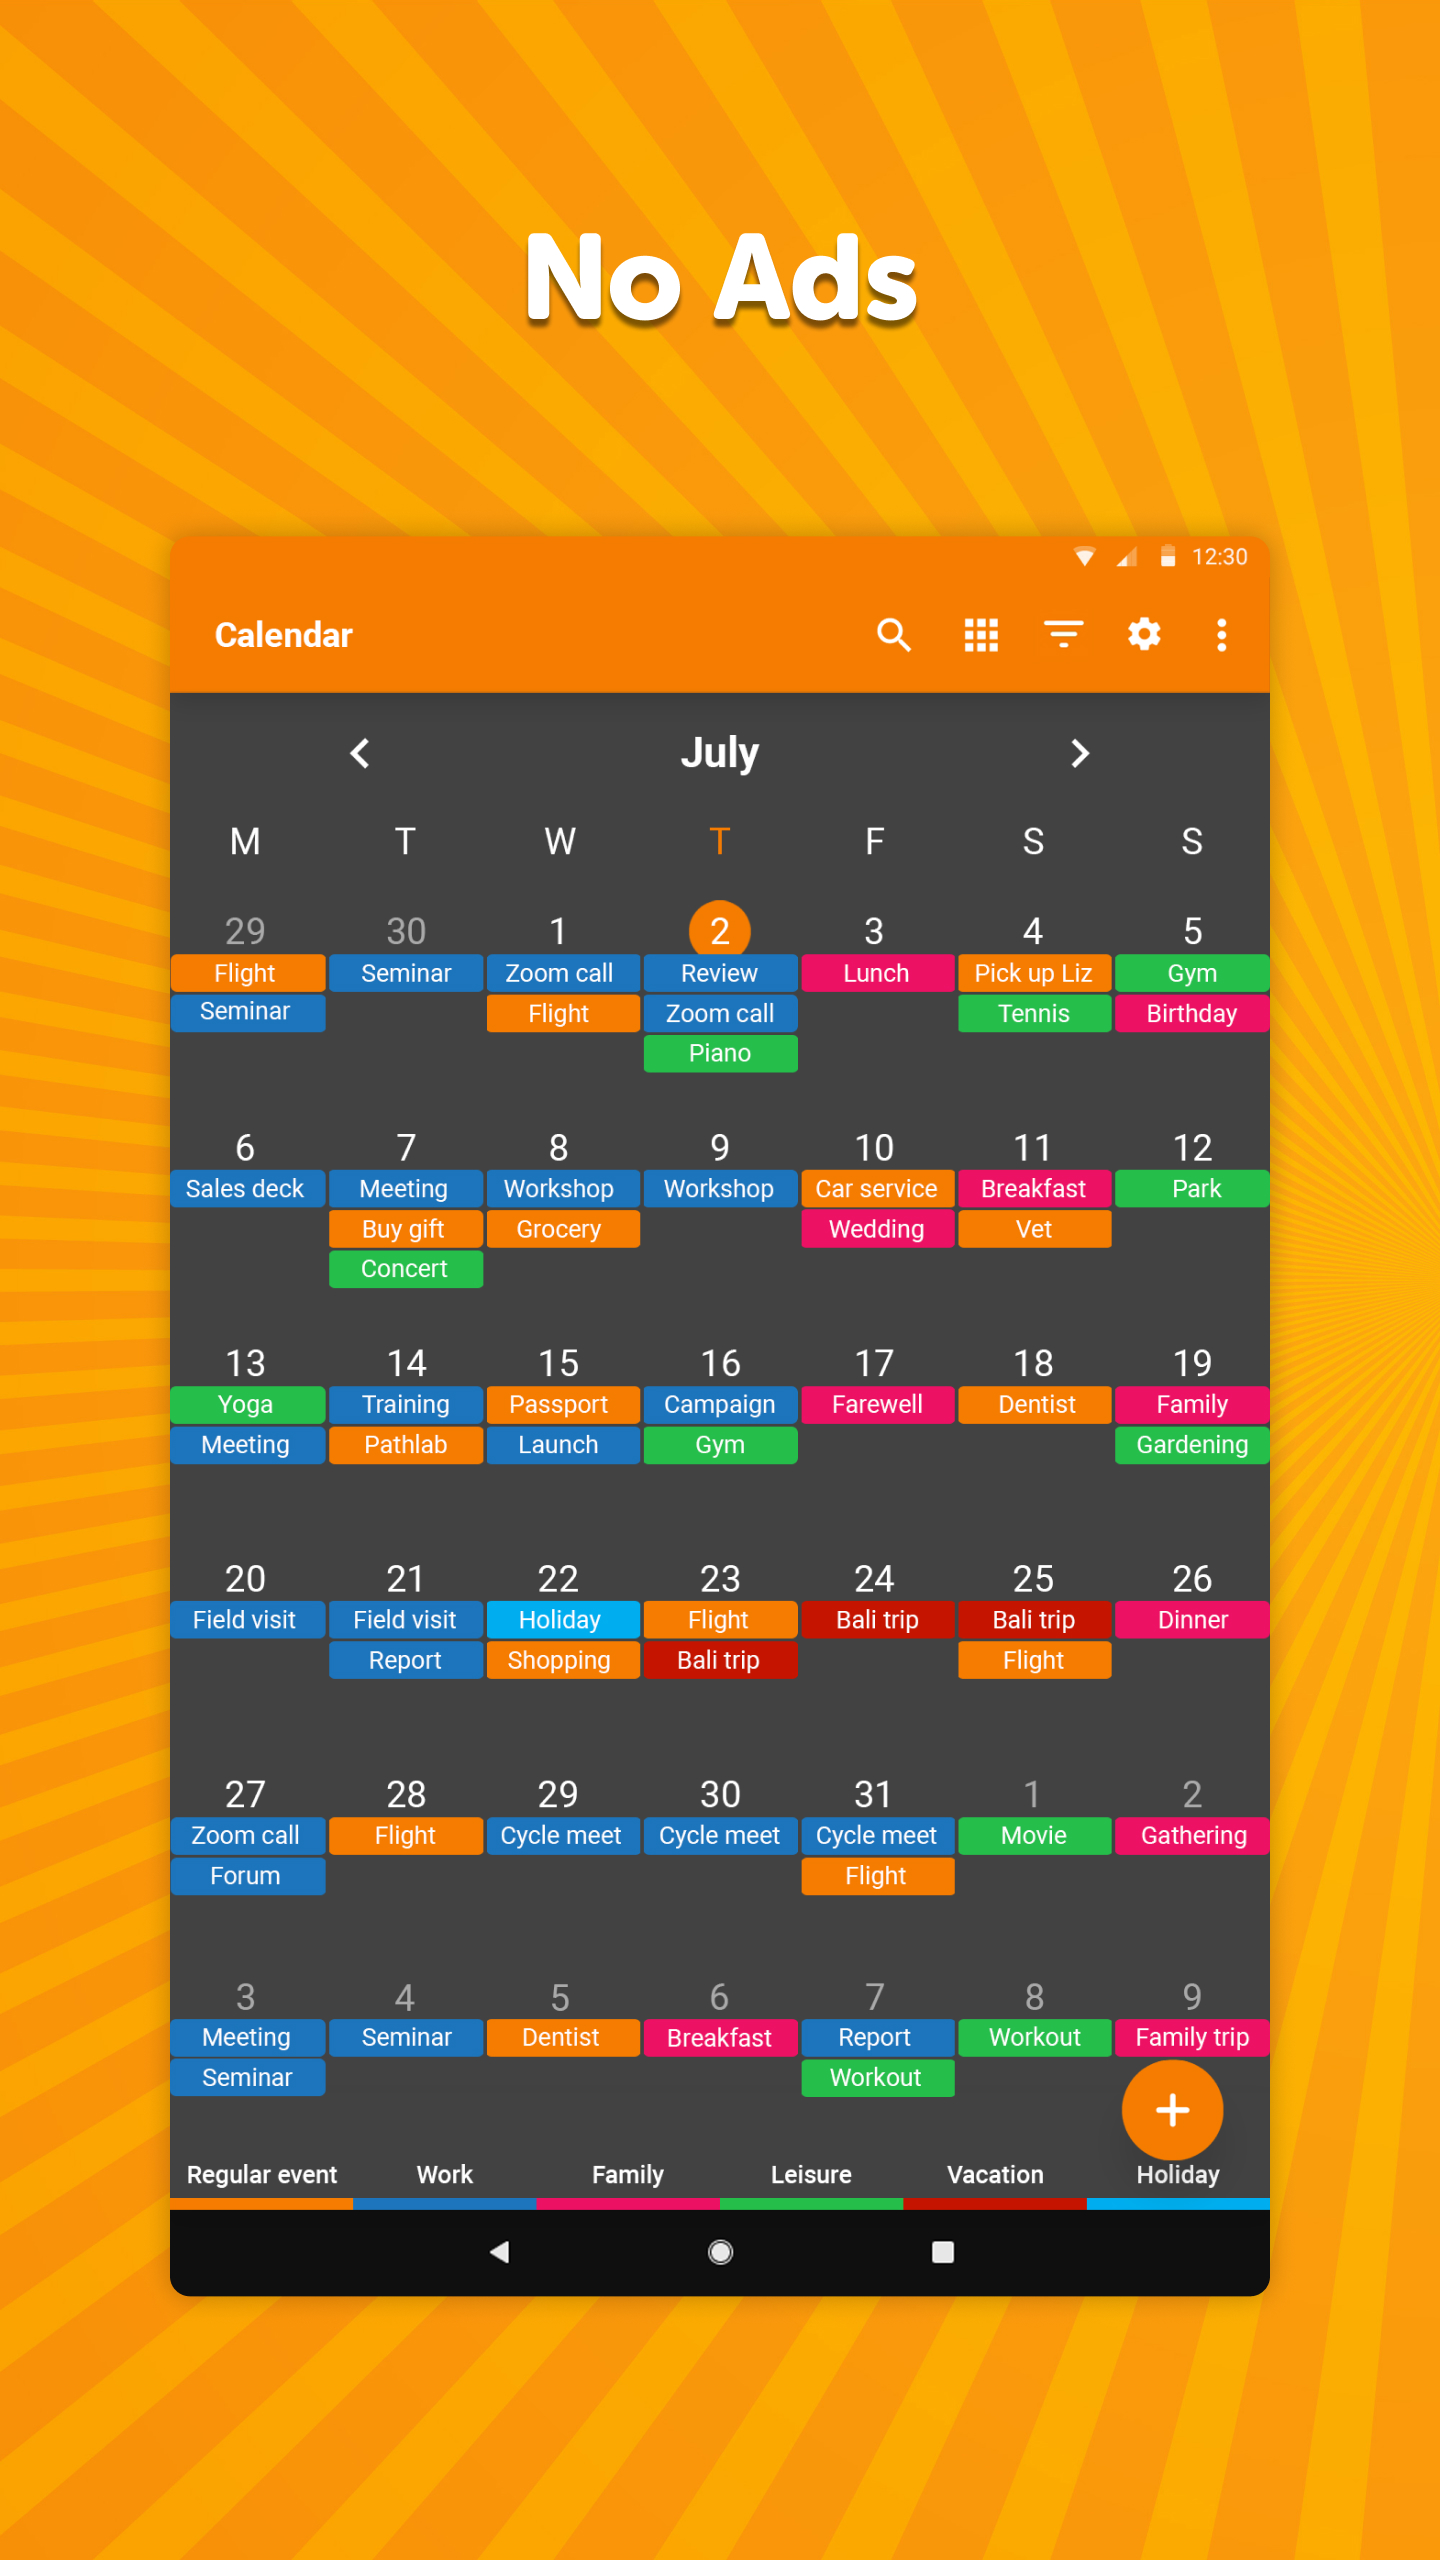 No Ads
12:30
Calendar
July
M T W T F S S
29 30 1 2 3 4 5
Flight Seminar Zoom call Review Lunch Pick up Liz Gym
Seminar Flight Zoom call Tennis Birthday
Piano
6 7 8 9 10 11 12
Sales deck Meeting Workshop Workshop Car service Breakfast Park
Buy gift Grocery Wedding Vet
Concert
13 14 15 16 17 18 19
Yoga Training Passport Campaign Farewell Dentist Family
Meeting Pathlab Launch Gym Gardening
20 21 22 23 24 25 26
Field visit Field visit Holiday Flight Bali trip Bali trip Dinner
Report Shopping Bali trip Flight
27 28 29 30 31 1 2
Zoom call Flight Cycle meet Cycle meet Cycle meet Movie Gathering
Forum Flight
3 4 5 6 7 8 9
Meeting Seminar Dentist Breakfast Report Workout Family trip
Seminar Workout
Regular event Work Family Leisure Vacation Holiday